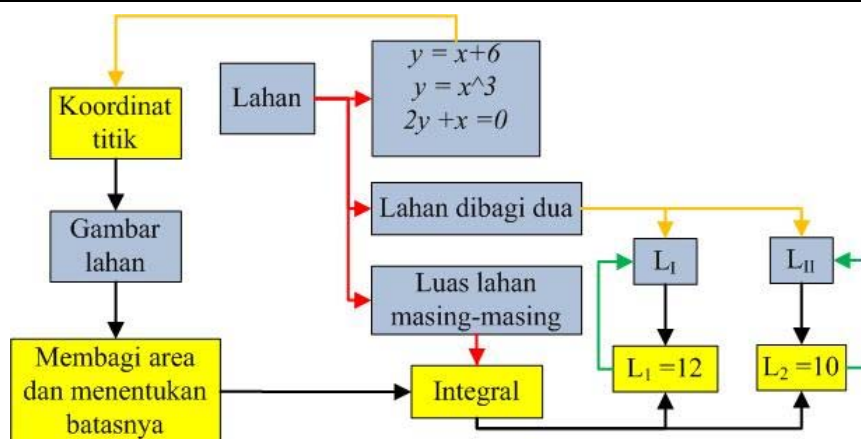 y = x+6
y = x^3
2y +x =0
Lahan
Koordinat
titik
Lahan dibagi dua
Gambar
lahan
L_I
L_II
Luas lahan
masing-masing
Membagi area
dan menentukan
batasnya
Integral
L_1 =12
L_2 =10